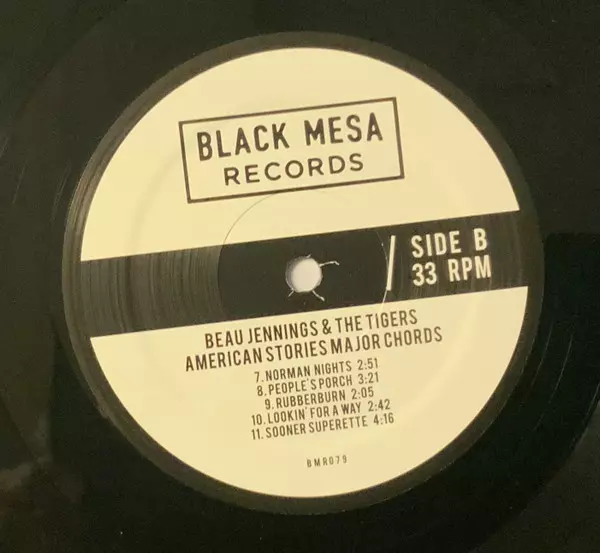 BLACK MESA
RECORDS
SIDE B
33 RPM
BEAU JENNINGS & THE TIGERS
AMERICAN STORIES MAJOR CHORDS
7. NORMAN NIGHTS 2:51
8. PEOPLE'S PORCH 3:21
9. RUBBERBURN 2:05
10. LOOKIN' FOR A WAY 2:42
11. SOONER SUPERETTE 4:16
BMR079